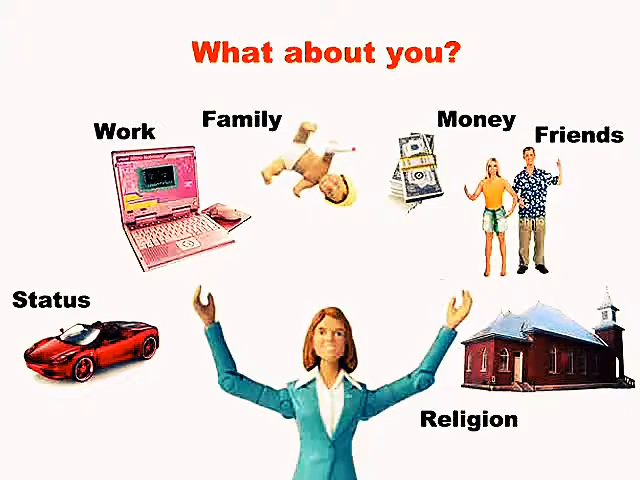 What about you?
Work
Family
Money
Friends
Status
Religion